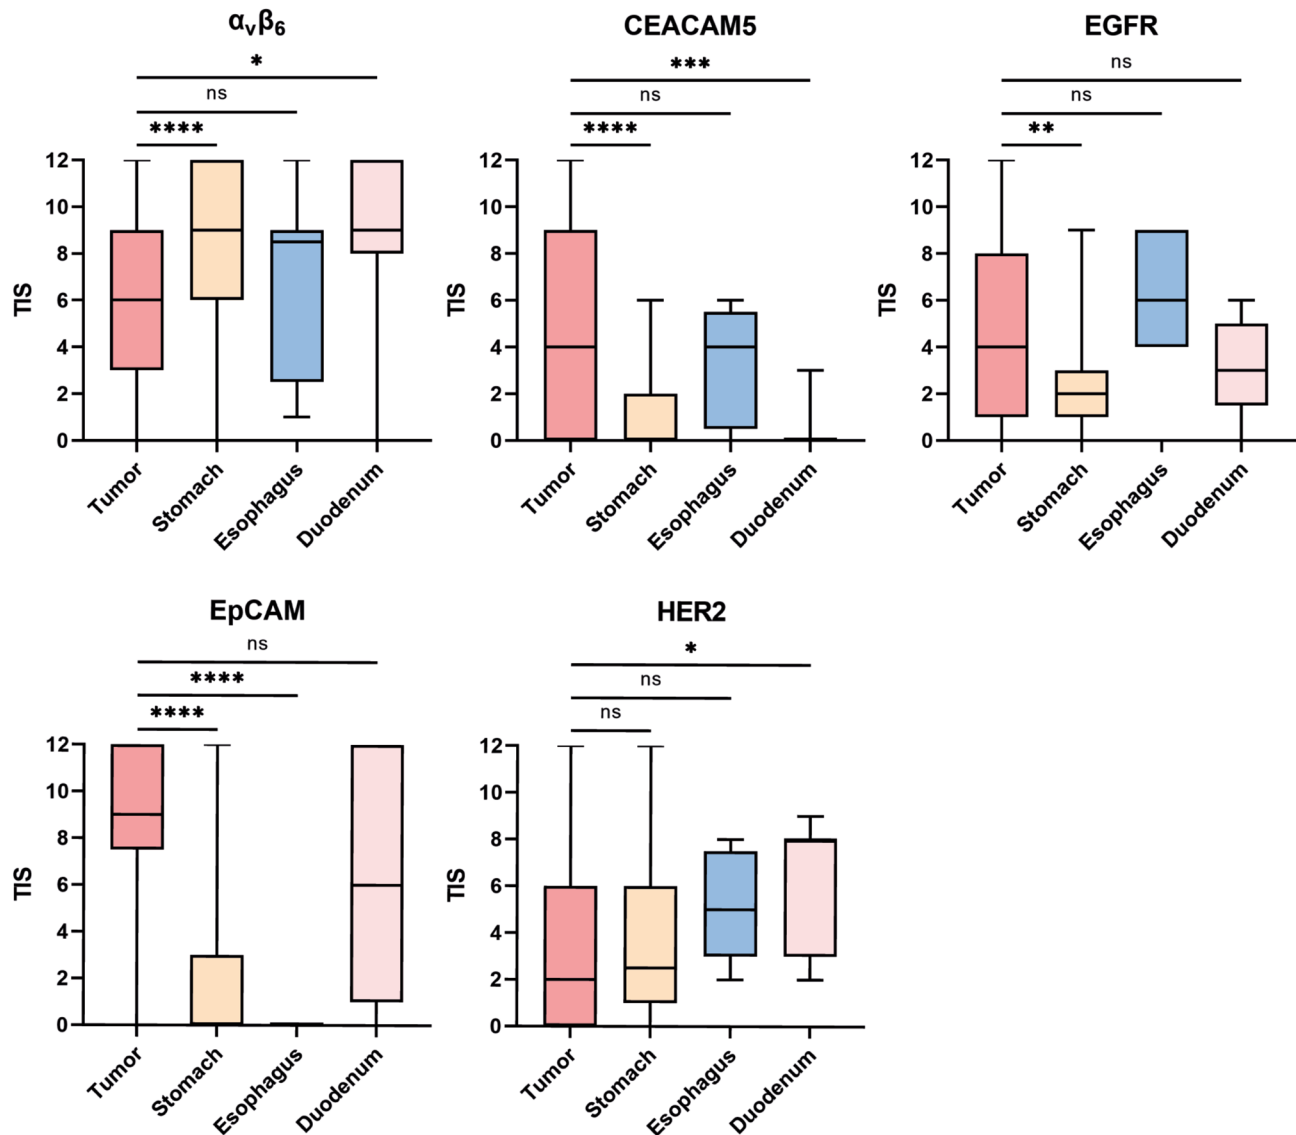 αvβ6
*
ns
****
12
10
8
6
4
2
0
TIS
Tumor
Stomach
Esophagus
Duodenum
CEACAM5
***
ns
****
12
10
8
6
4
2
0
TIS
Tumor
Stomach
Esophagus
Duodenum
EGFR
ns
ns
**
12
10
8
6
4
2
0
TIS
Tumor
Stomach
Esophagus
Duodenum
EpCAM
ns
****
****
12
10
8
6
4
2
0
TIS
Tumor
Stomach
Esophagus
Duodenum
HER2
*
ns
ns
12
10
8
6
4
2
0
TIS
Tumor
Stomach
Esophagus
Duodenum